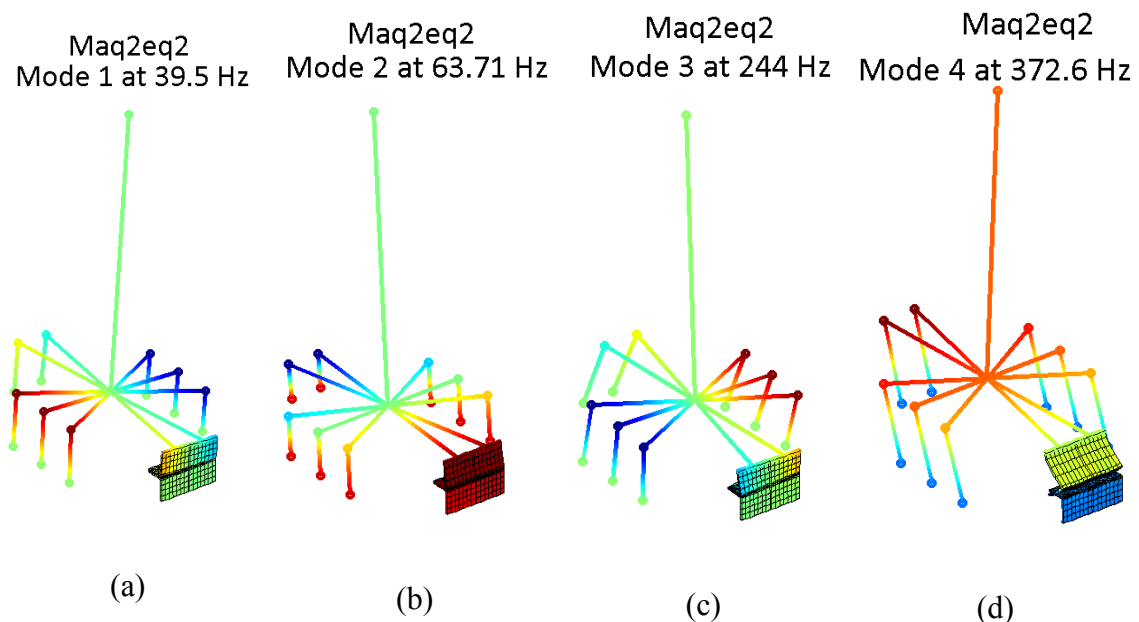 Maq2eq2
Mode 1 at 39.5 Hz
Maq2eq2
Mode 2 at 63.71 Hz
Maq2eq2
Mode 3 at 244 Hz
Maq2eq2
Mode 4 at 372.6 Hz
(a)
(b)
(c)
(d)